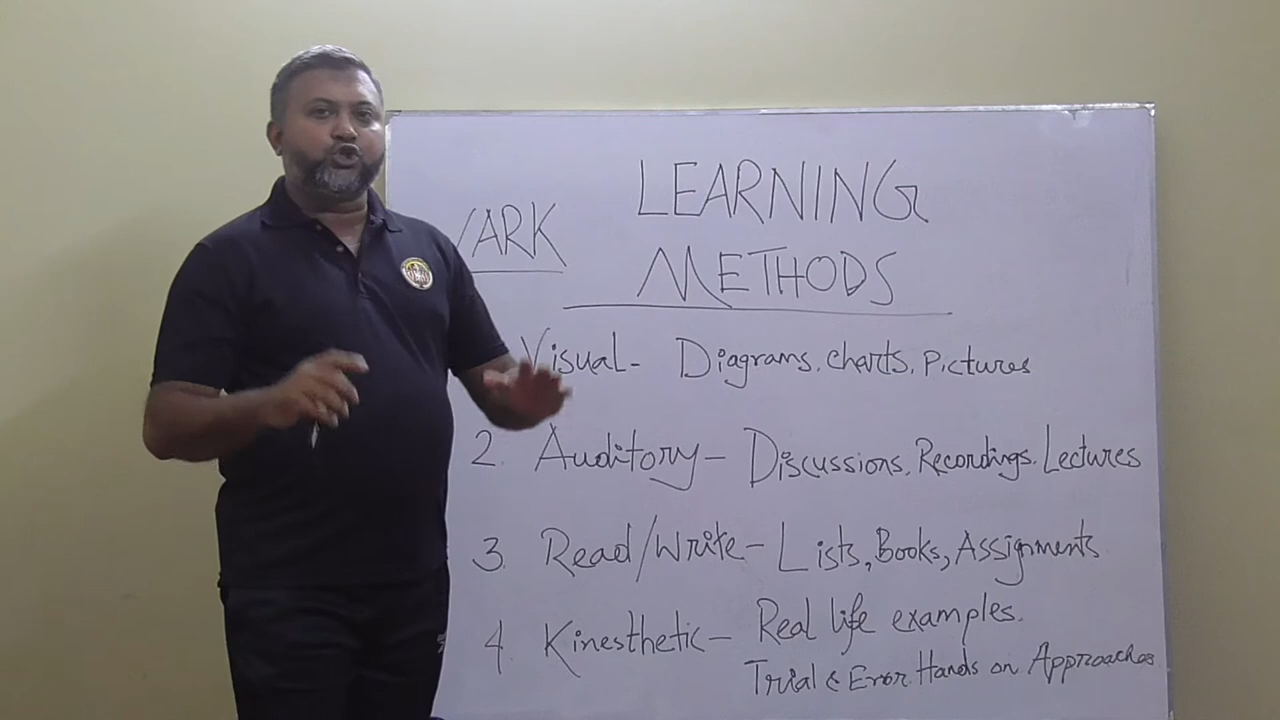 LEARNING
VARK
METHODS
Visual - Diagrams, Charts, Pictures
2. Auditory - Discussions, Recordings. Lectures
3. Read/Write - Lists, Books, Assignments
4. Kinesthetic - Real life examples.
Trial & Error. Hands on Approaches